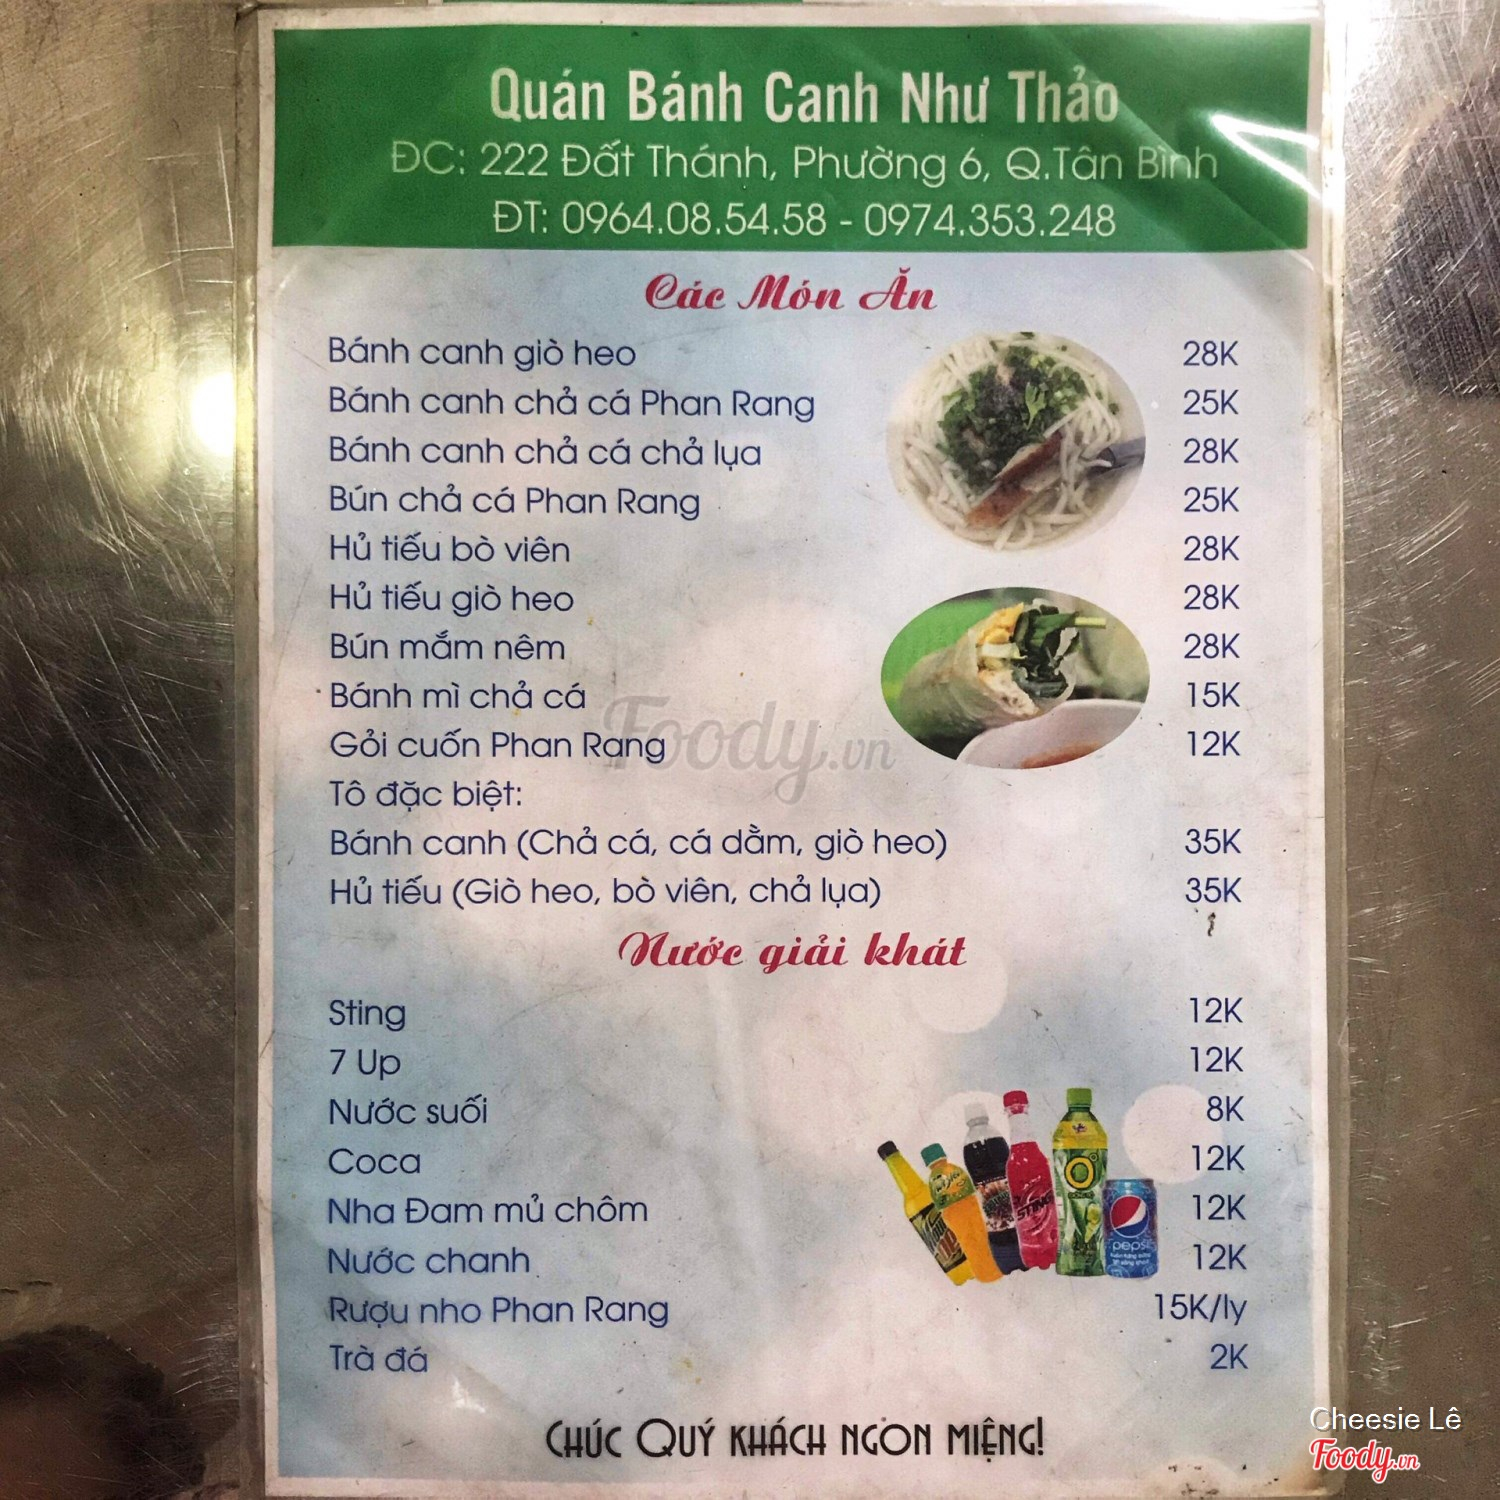 Quán Bánh Canh Như Thảo
ĐC: 222 Đất Thánh, Phường 6, Q.Tân Bình
ĐT: 0964.08.54.58 - 0974.353.248
Các Món Ăn
Bánh canh giò heo 28K
Bánh canh chả cá Phan Rang 25K
Bánh canh chả cá chả lụa 28K
Bún chả cá Phan Rang 25K
Hủ tiếu bò viên 28K
Hủ tiếu giò heo 28K
Bún mắm nêm 28K
Bánh mì chả cá 15K
Gỏi cuốn Phan Rang 12K
Foody.vn
Tô đặc biệt:
Bánh canh (Chả cá, cá dằm, giò heo) 35K
Hủ tiếu (Giò heo, bò viên, chả lụa) 35K
Nước giải khát
Sting 12K
7 Up 12K
Nước suối 8K
Coca 12K
Nha Đam mủ chôm 12K
Nước chanh 12K
Rượu nho Phan Rang 15K/ly
Trà đá 2K
STING
pepsi
CHÚC QUÝ KHÁCH NGON MIỆNG!
Cheesie Lê
Foody.vn